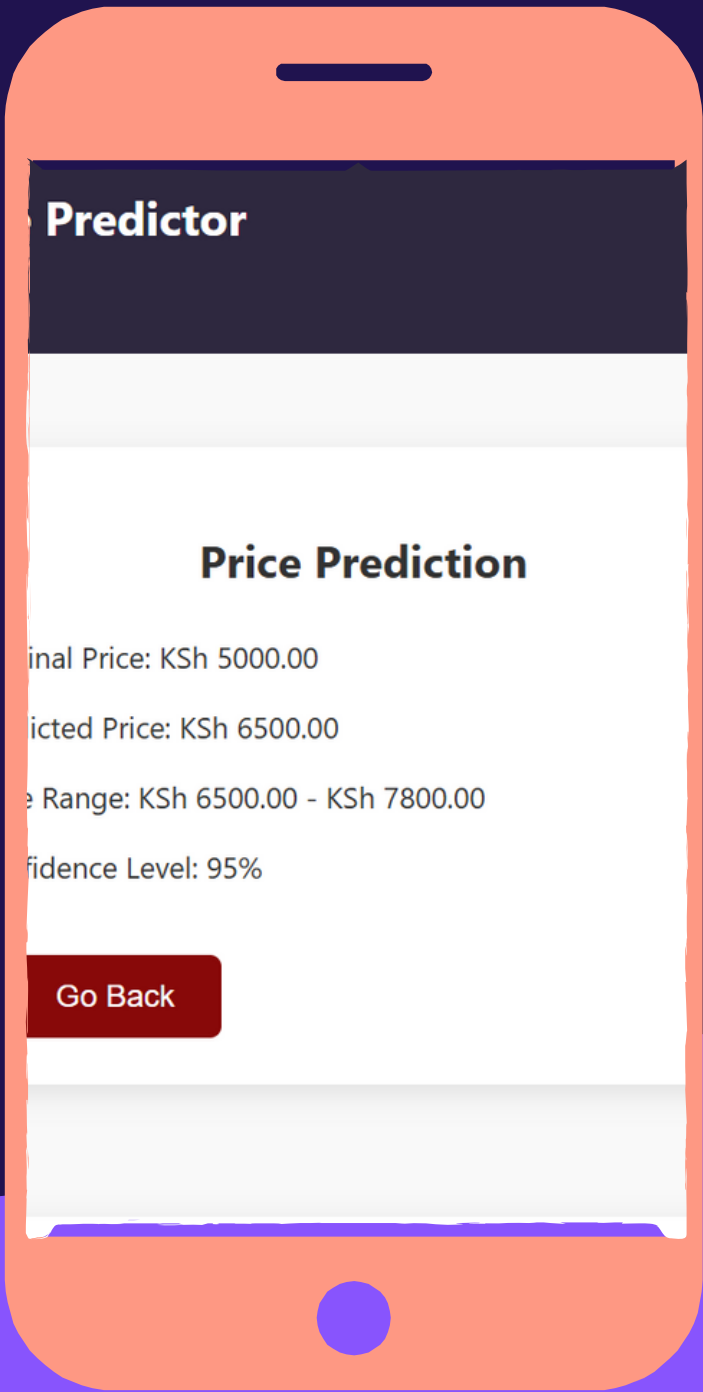 Predictor
Price Prediction
inal Price: KSh 5000.00
icted Price: KSh 6500.00
e Range: KSh 6500.00 - KSh 7800.00
fidence Level: 95%
Go Back